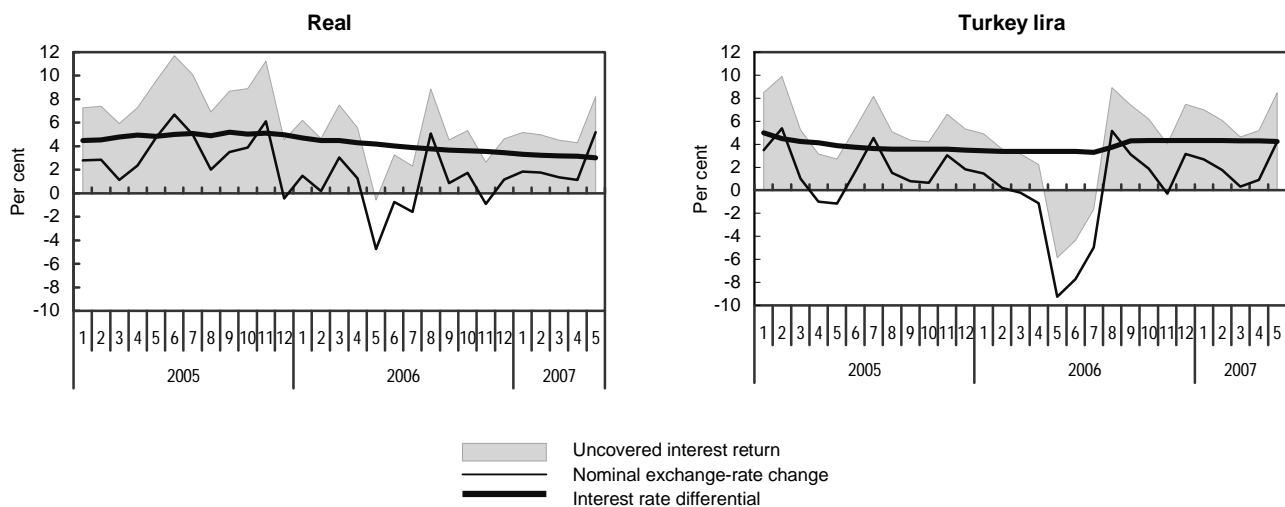 Real
Per cent
12
10
8
6
4
2
0
-2
-4
-6
-8
-10
1 2 3 4 5 6 7 8 9 10 11 12 1 2 3 4 5 6 7 8 9 10 11 12 1 2 3 4 5
2005 2006 2007
Turkey lira
Per cent
12
10
8
6
4
2
0
-2
-4
-6
-8
-10
1 2 3 4 5 6 7 8 9 10 11 12 1 2 3 4 5 6 7 8 9 10 11 12 1 2 3 4 5
2005 2006 2007
Uncovered interest return
Nominal exchange-rate change
Interest rate differential